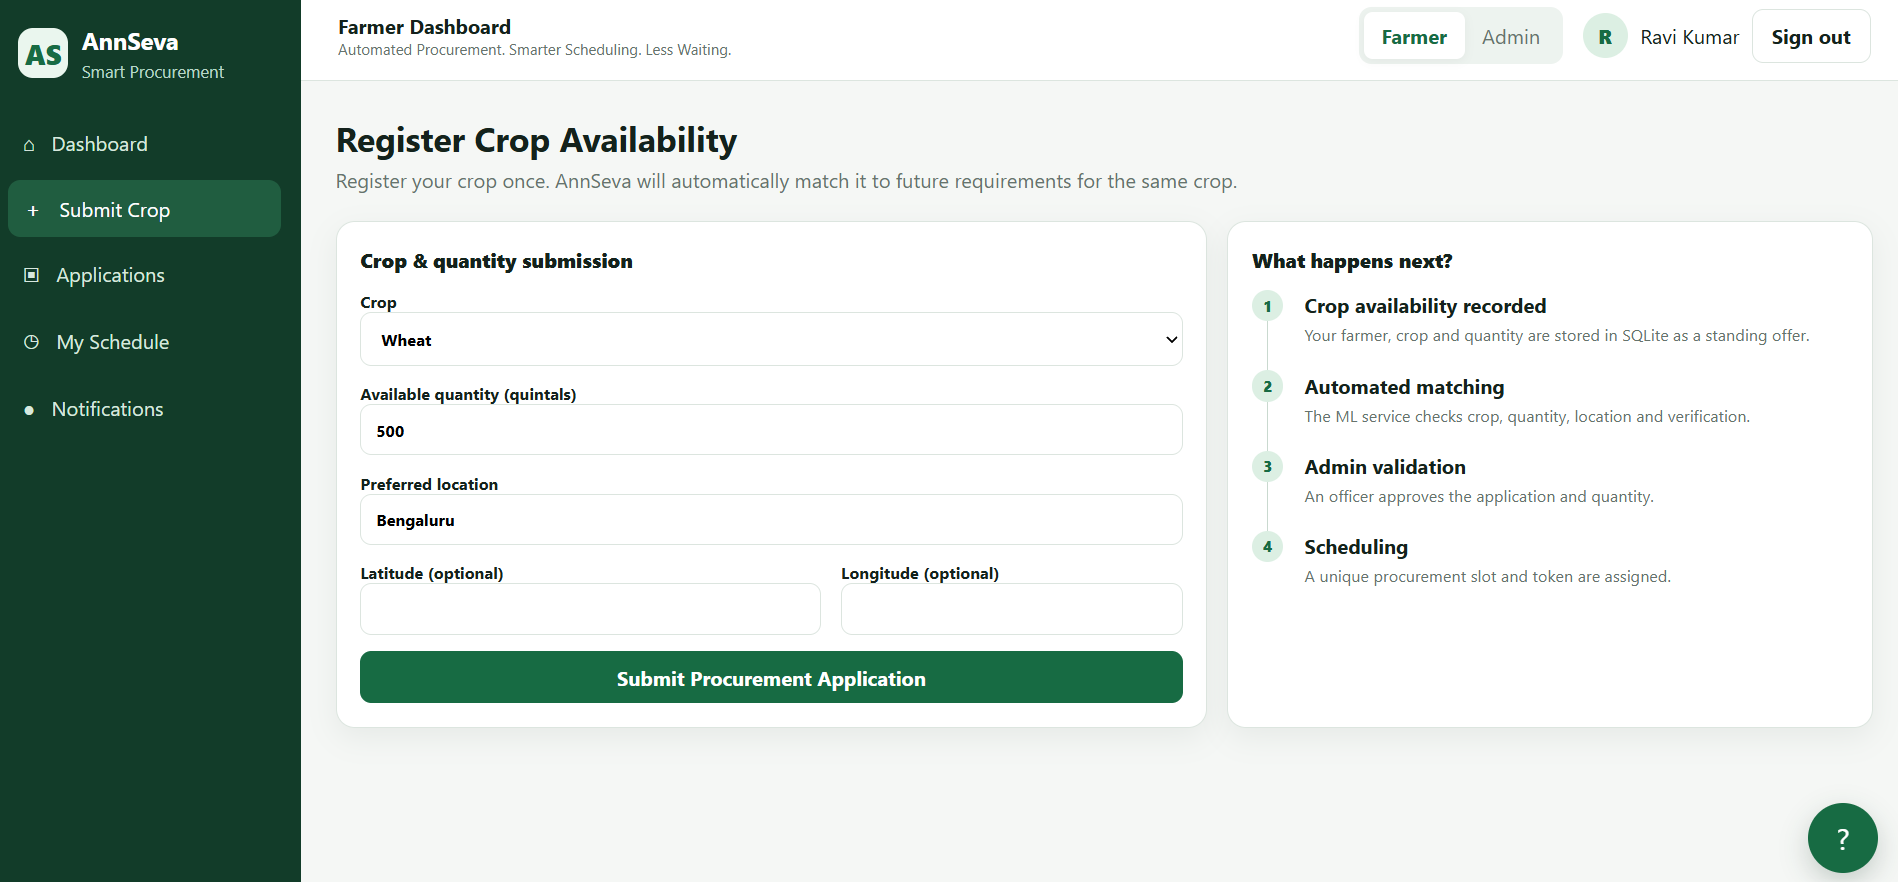 AS
AnnSeva
Smart Procurement
Dashboard
+ Submit Crop
Applications
My Schedule
Notifications
Farmer Dashboard
Automated Procurement. Smarter Scheduling. Less Waiting.
Farmer
Admin
R
Ravi Kumar
Sign out
Register Crop Availability
Register your crop once. AnnSeva will automatically match it to future requirements for the same crop.
Crop & quantity submission
Crop
Wheat
Available quantity (quintals)
500
Preferred location
Bengaluru
Latitude (optional)
Longitude (optional)
Submit Procurement Application
What happens next?
1
Crop availability recorded
Your farmer, crop and quantity are stored in SQLite as a standing offer.
2
Automated matching
The ML service checks crop, quantity, location and verification.
3
Admin validation
An officer approves the application and quantity.
4
Scheduling
A unique procurement slot and token are assigned.
?